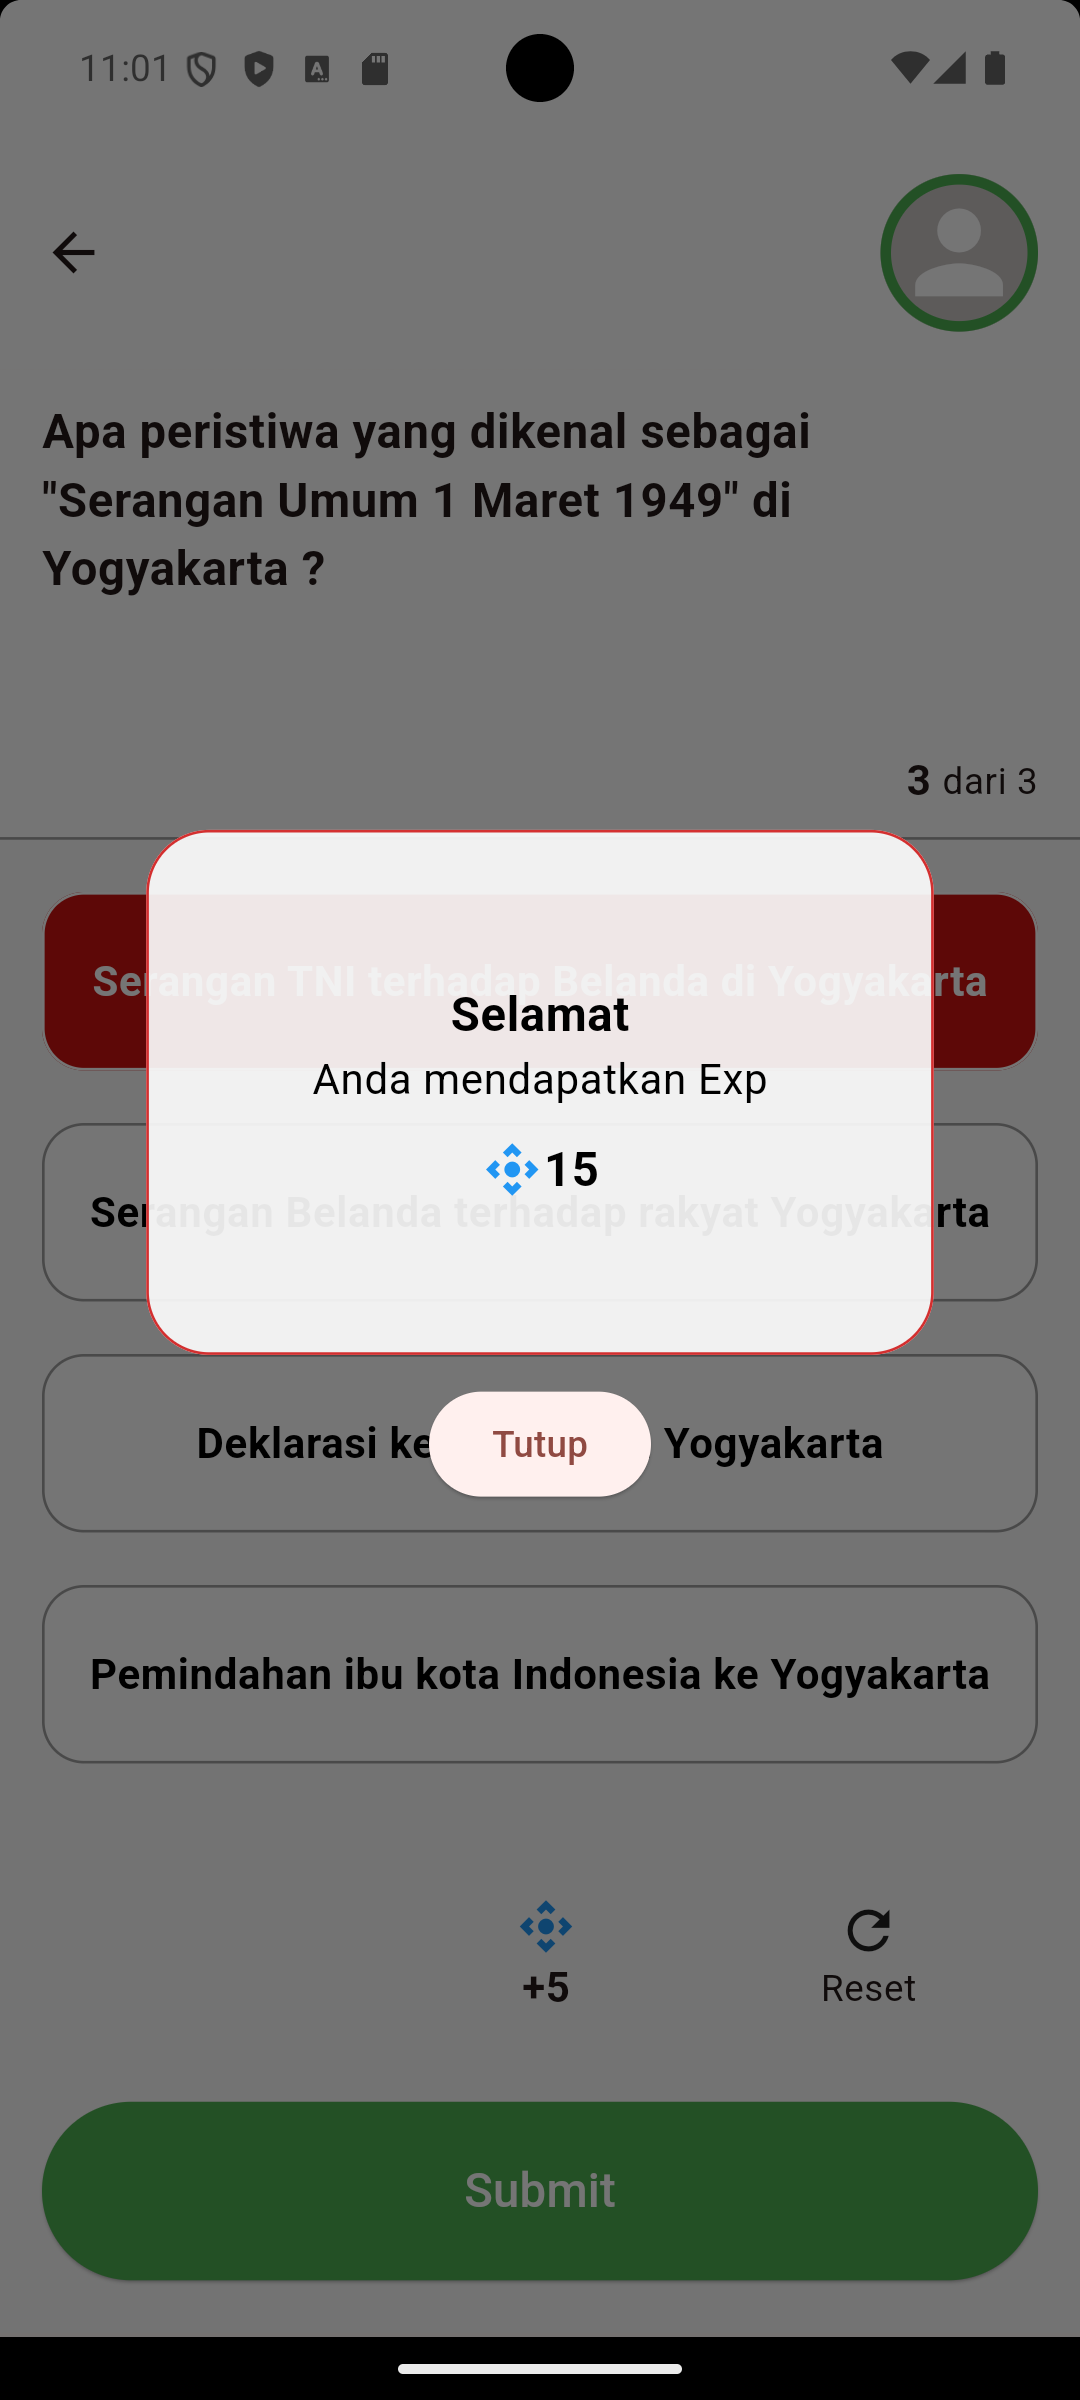 11:01
Apa peristiwa yang dikenal sebagai
"Serangan Umum 1 Maret 1949" di
Yogyakarta ?
3 dari 3
Serangan TNI terhadap Belanda di Yogyakarta
Selamat
Anda mendapatkan Exp
15
Serangan Belanda terhadap rakyat Yogyakarta
Deklarasi ke Yogyakarta
Tutup
Pemindahan ibu kota Indonesia ke Yogyakarta
+5
Reset
Submit